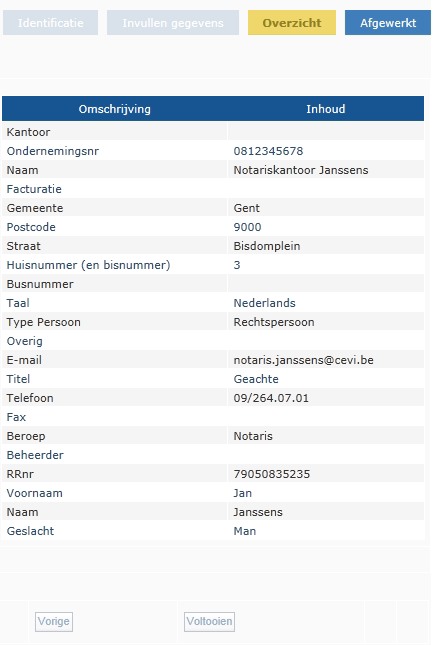 Identificatie Invullen gegevens Overzicht Afgewerkt
Omschrijving Inhoud
Kantoor
Ondernemingsnr 0812345678
Naam Notariskantoor Janssens
Facturatie
Gemeente Gent
Postcode 9000
Straat Bisdomplein
Huisnummer (en bisnummer) 3
Busnummer
Taal Nederlands
Type Persoon Rechtspersoon
Overig
E-mail notaris.janssens@cevi.be
Titel Geachte
Telefoon 09/264.07.01
Fax
Beroep Notaris
Beheerder
RRnr 79050835235
Voornaam Jan
Naam Janssens
Geslacht Man
Vorige Voltooien